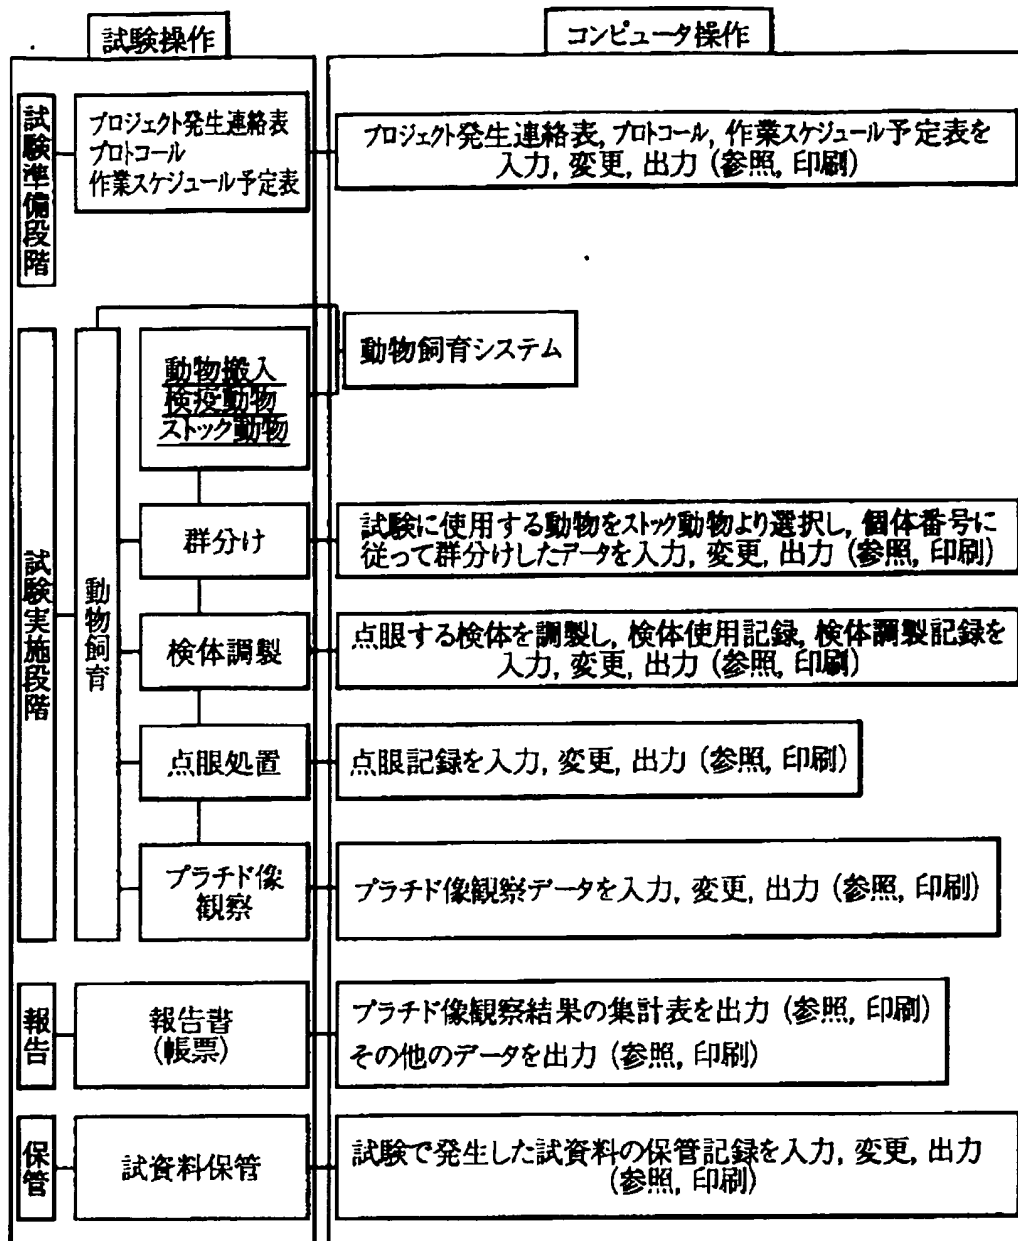 試験操作
コンピュータ操作
試験準備段階
プロジェクト発生連絡表
プロトコール
作業スケジュール予定表
プロジェクト発生連絡表, プロトコール, 作業スケジュール予定表を
入力, 変更, 出力 (参照, 印刷)
試験実施段階
動物飼育
動物搬入
検疫動物
ストック動物
動物飼育システム
群分け
試験に使用する動物をストック動物より選択し, 個体番号に
従って群分けしたデータを入力, 変更, 出力 (参照, 印刷)
検体調製
点眼する検体を調製し, 検体使用記録, 検体調製記録を
入力, 変更, 出力 (参照, 印刷)
点眼処置
点眼記録を入力, 変更, 出力 (参照, 印刷)
プラチド像
観察
プラチド像観察データを入力, 変更, 出力 (参照, 印刷)
報告
報告書
(帳票)
プラチド像観察結果の集計表を出力 (参照, 印刷)
その他のデータを出力 (参照, 印刷)
保管
試資料保管
試験で発生した試資料の保管記録を入力, 変更, 出力
(参照, 印刷)